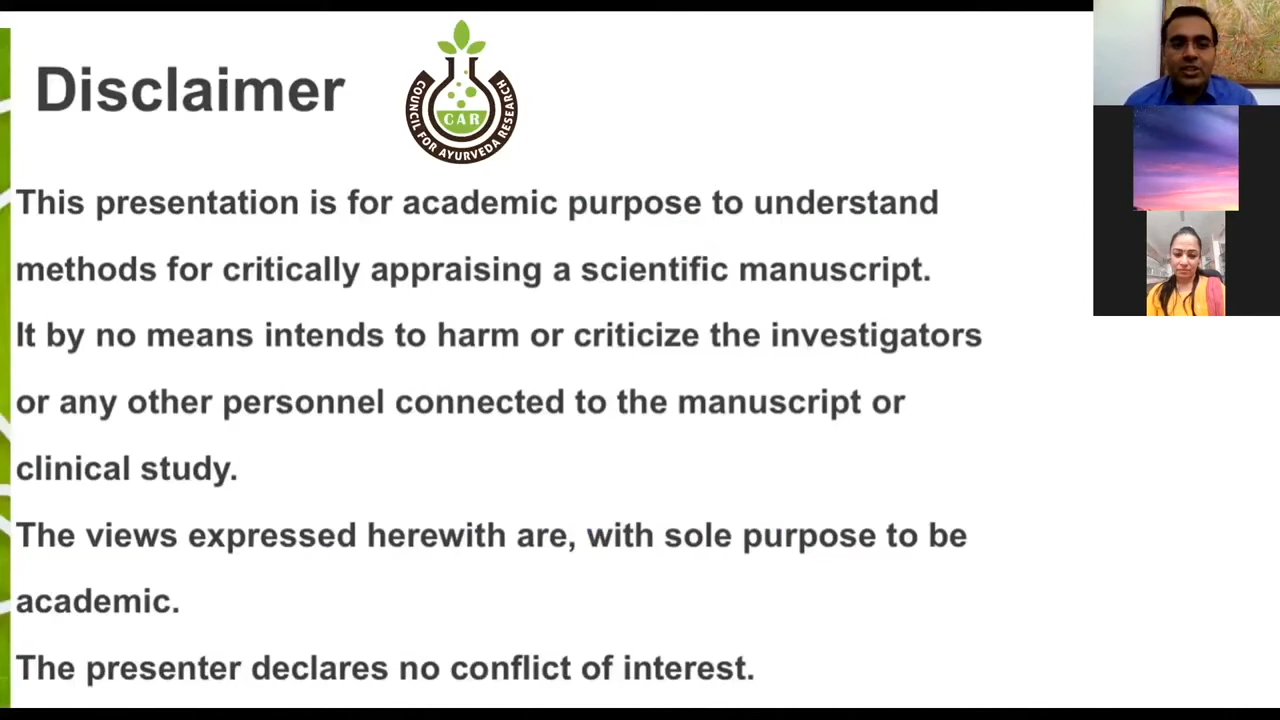 Disclaimer
COUNCIL FOR AYURVEDA RESEARCH
CAR
This presentation is for academic purpose to understand
methods for critically appraising a scientific manuscript.
It by no means intends to harm or criticize the investigators
or any other personnel connected to the manuscript or
clinical study.
The views expressed herewith are, with sole purpose to be
academic.
The presenter declares no conflict of interest.